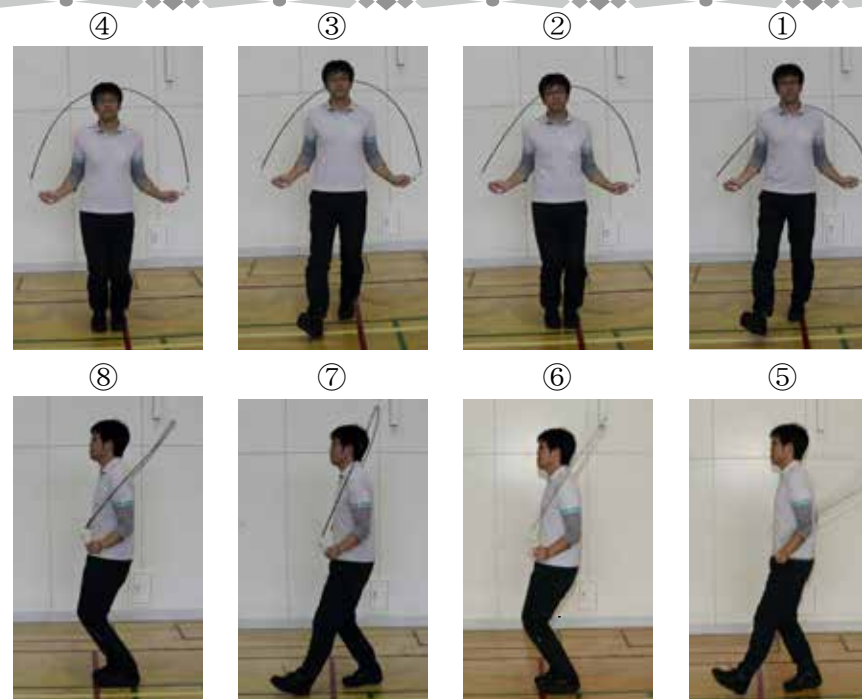 ④ ③ ② ①
⑧ ⑦ ⑥ ⑤